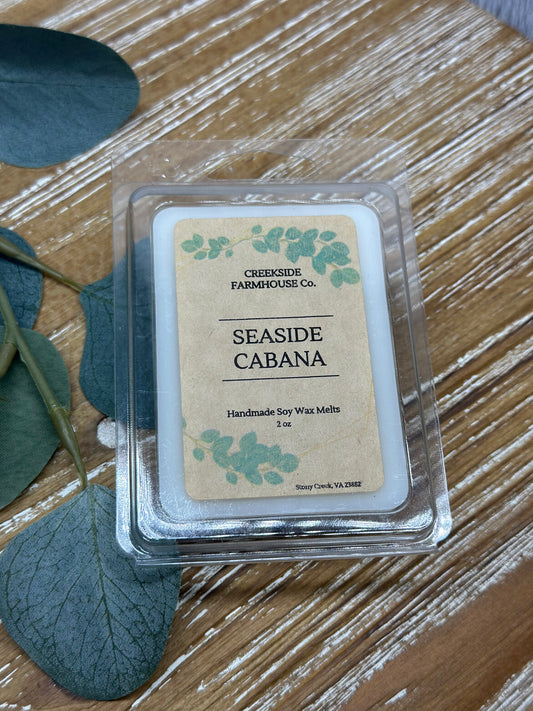 CREEKSIDE
FARMHOUSE Co.
SEASIDE
CABANA
Handmade Soy Wax Melts
2 oz
Stony Creek, VA 23882